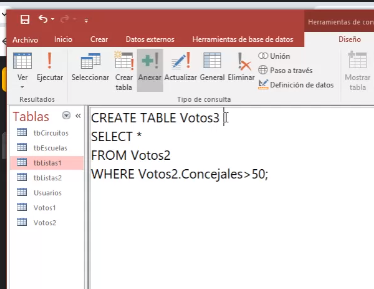 Herramientas de con
Archivo Inicio Crear Datos externos Herramientas de base de datos Diseño
Ver Ejecutar Seleccionar Crear tabla Anexar Actualizar General Eliminar
Unión
Paso a través
Definición de datos
Mostrar tabla
Resultados Tipo de consulta
Tablas
tbCircuitos
tbEscuelas
tbListas1
tbListas2
Usuarios
Votos1
Votos2
CREATE TABLE Votos3
SELECT *
FROM Votos2
WHERE Votos2.Concejales>50;